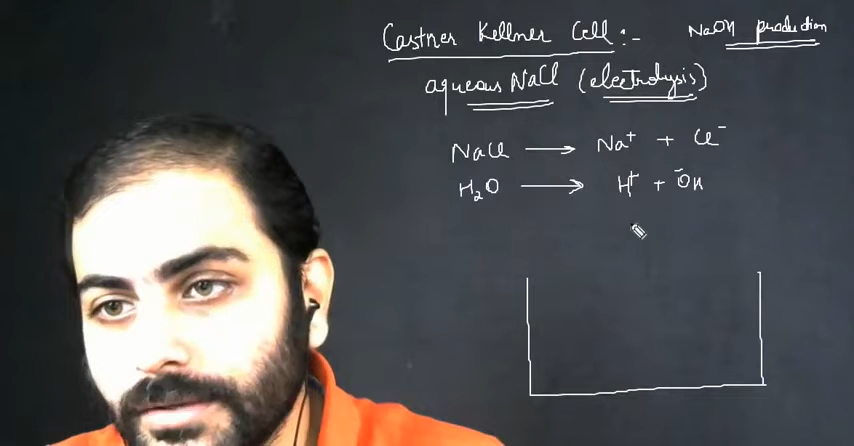 Castner Kellner Cell :- NaOH production
aqueous NaCl (electrolysis)
NaCl → Na⁺ + Cl⁻
H₂O → H⁺ + ⁻OH